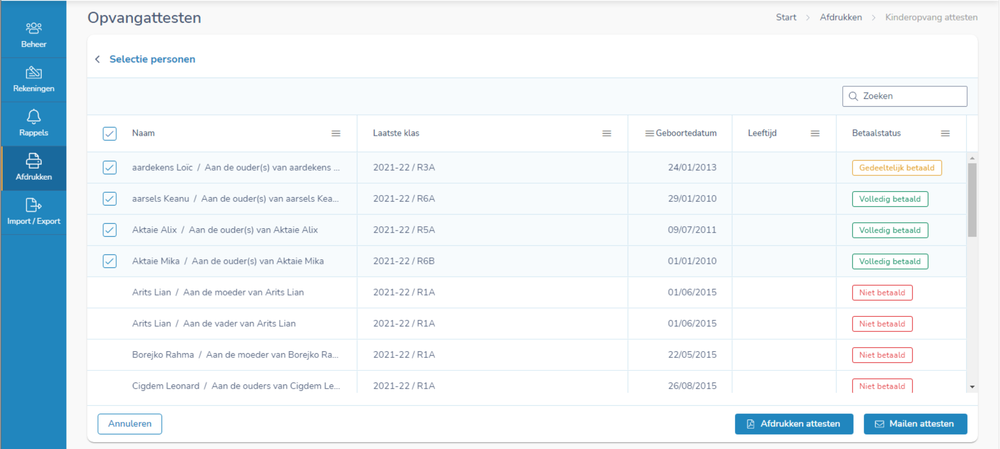 Beheer
Rekeningen
Rappels
Afdrukken
Import / Export
Opvangattesten
Start > Afdrukken > Kinderopvang attesten
Selectie personen
Zoeken
Naam Laatste klas Geboortedatum Leeftijd Betaalstatus
aardekens Loïc / Aan de ouder(s) van aardekens ... 2021-22 / R3A 24/01/2013 Gedeeltelijk betaald
aarsels Keanu / Aan de ouder(s) van aarsels Kea... 2021-22 / R6A 29/01/2010 Volledig betaald
Aktaie Alix / Aan de ouder(s) van Aktaie Alix 2021-22 / R5A 09/07/2011 Volledig betaald
Aktaie Mika / Aan de ouder(s) van Aktaie Mika 2021-22 / R6B 01/01/2010 Volledig betaald
Arits Lian / Aan de moeder van Arits Lian 2021-22 / R1A 01/06/2015 Niet betaald
Arits Lian / Aan de vader van Arits Lian 2021-22 / R1A 01/06/2015 Niet betaald
Borejko Rahma / Aan de moeder van Borejko Ra... 2021-22 / R1A 22/05/2015 Niet betaald
Cigdem Leonard / Aan de ouders van Cigdem Le... 2021-22 / R1A 26/08/2015 Niet betaald
Annuleren Afdrukken attesten Mailen attesten